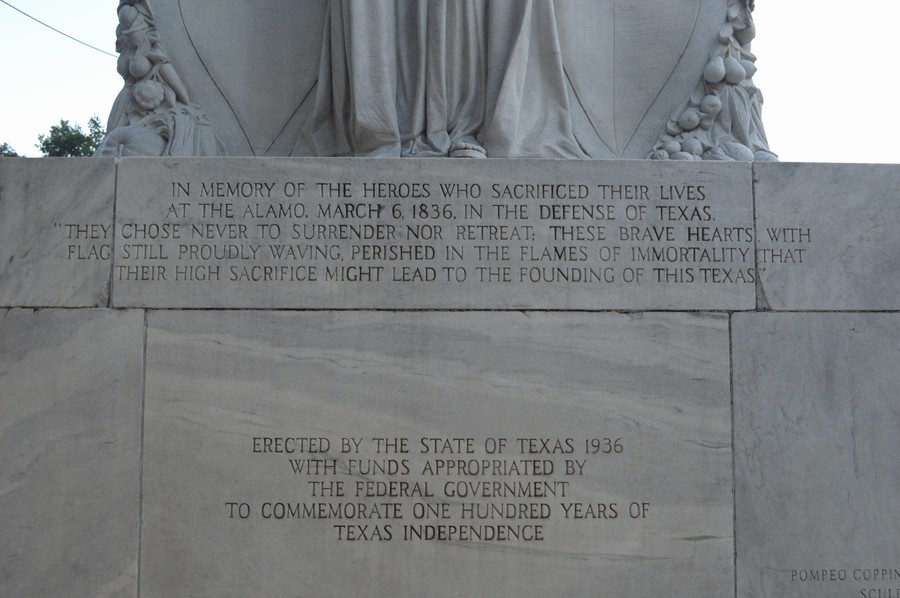 IN MEMORY OF THE HEROES WHO SACRIFICED THEIR LIVES
AT THE ALAMO, MARCH 6, 1836, IN THE DEFENSE OF TEXAS.
"THEY CHOSE NEVER TO SURRENDER NOR RETREAT; THESE BRAVE HEARTS, WITH
FLAG STILL PROUDLY WAVING, PERISHED IN THE FLAMES OF IMMORTALITY THAT
THEIR HIGH SACRIFICE MIGHT LEAD TO THE FOUNDING OF THIS TEXAS"
ERECTED BY THE STATE OF TEXAS 1936
WITH FUNDS APPROPRIATED BY
THE FEDERAL GOVERNMENT
TO COMMEMORATE ONE HUNDRED YEARS OF
TEXAS INDEPENDENCE
POMPEO